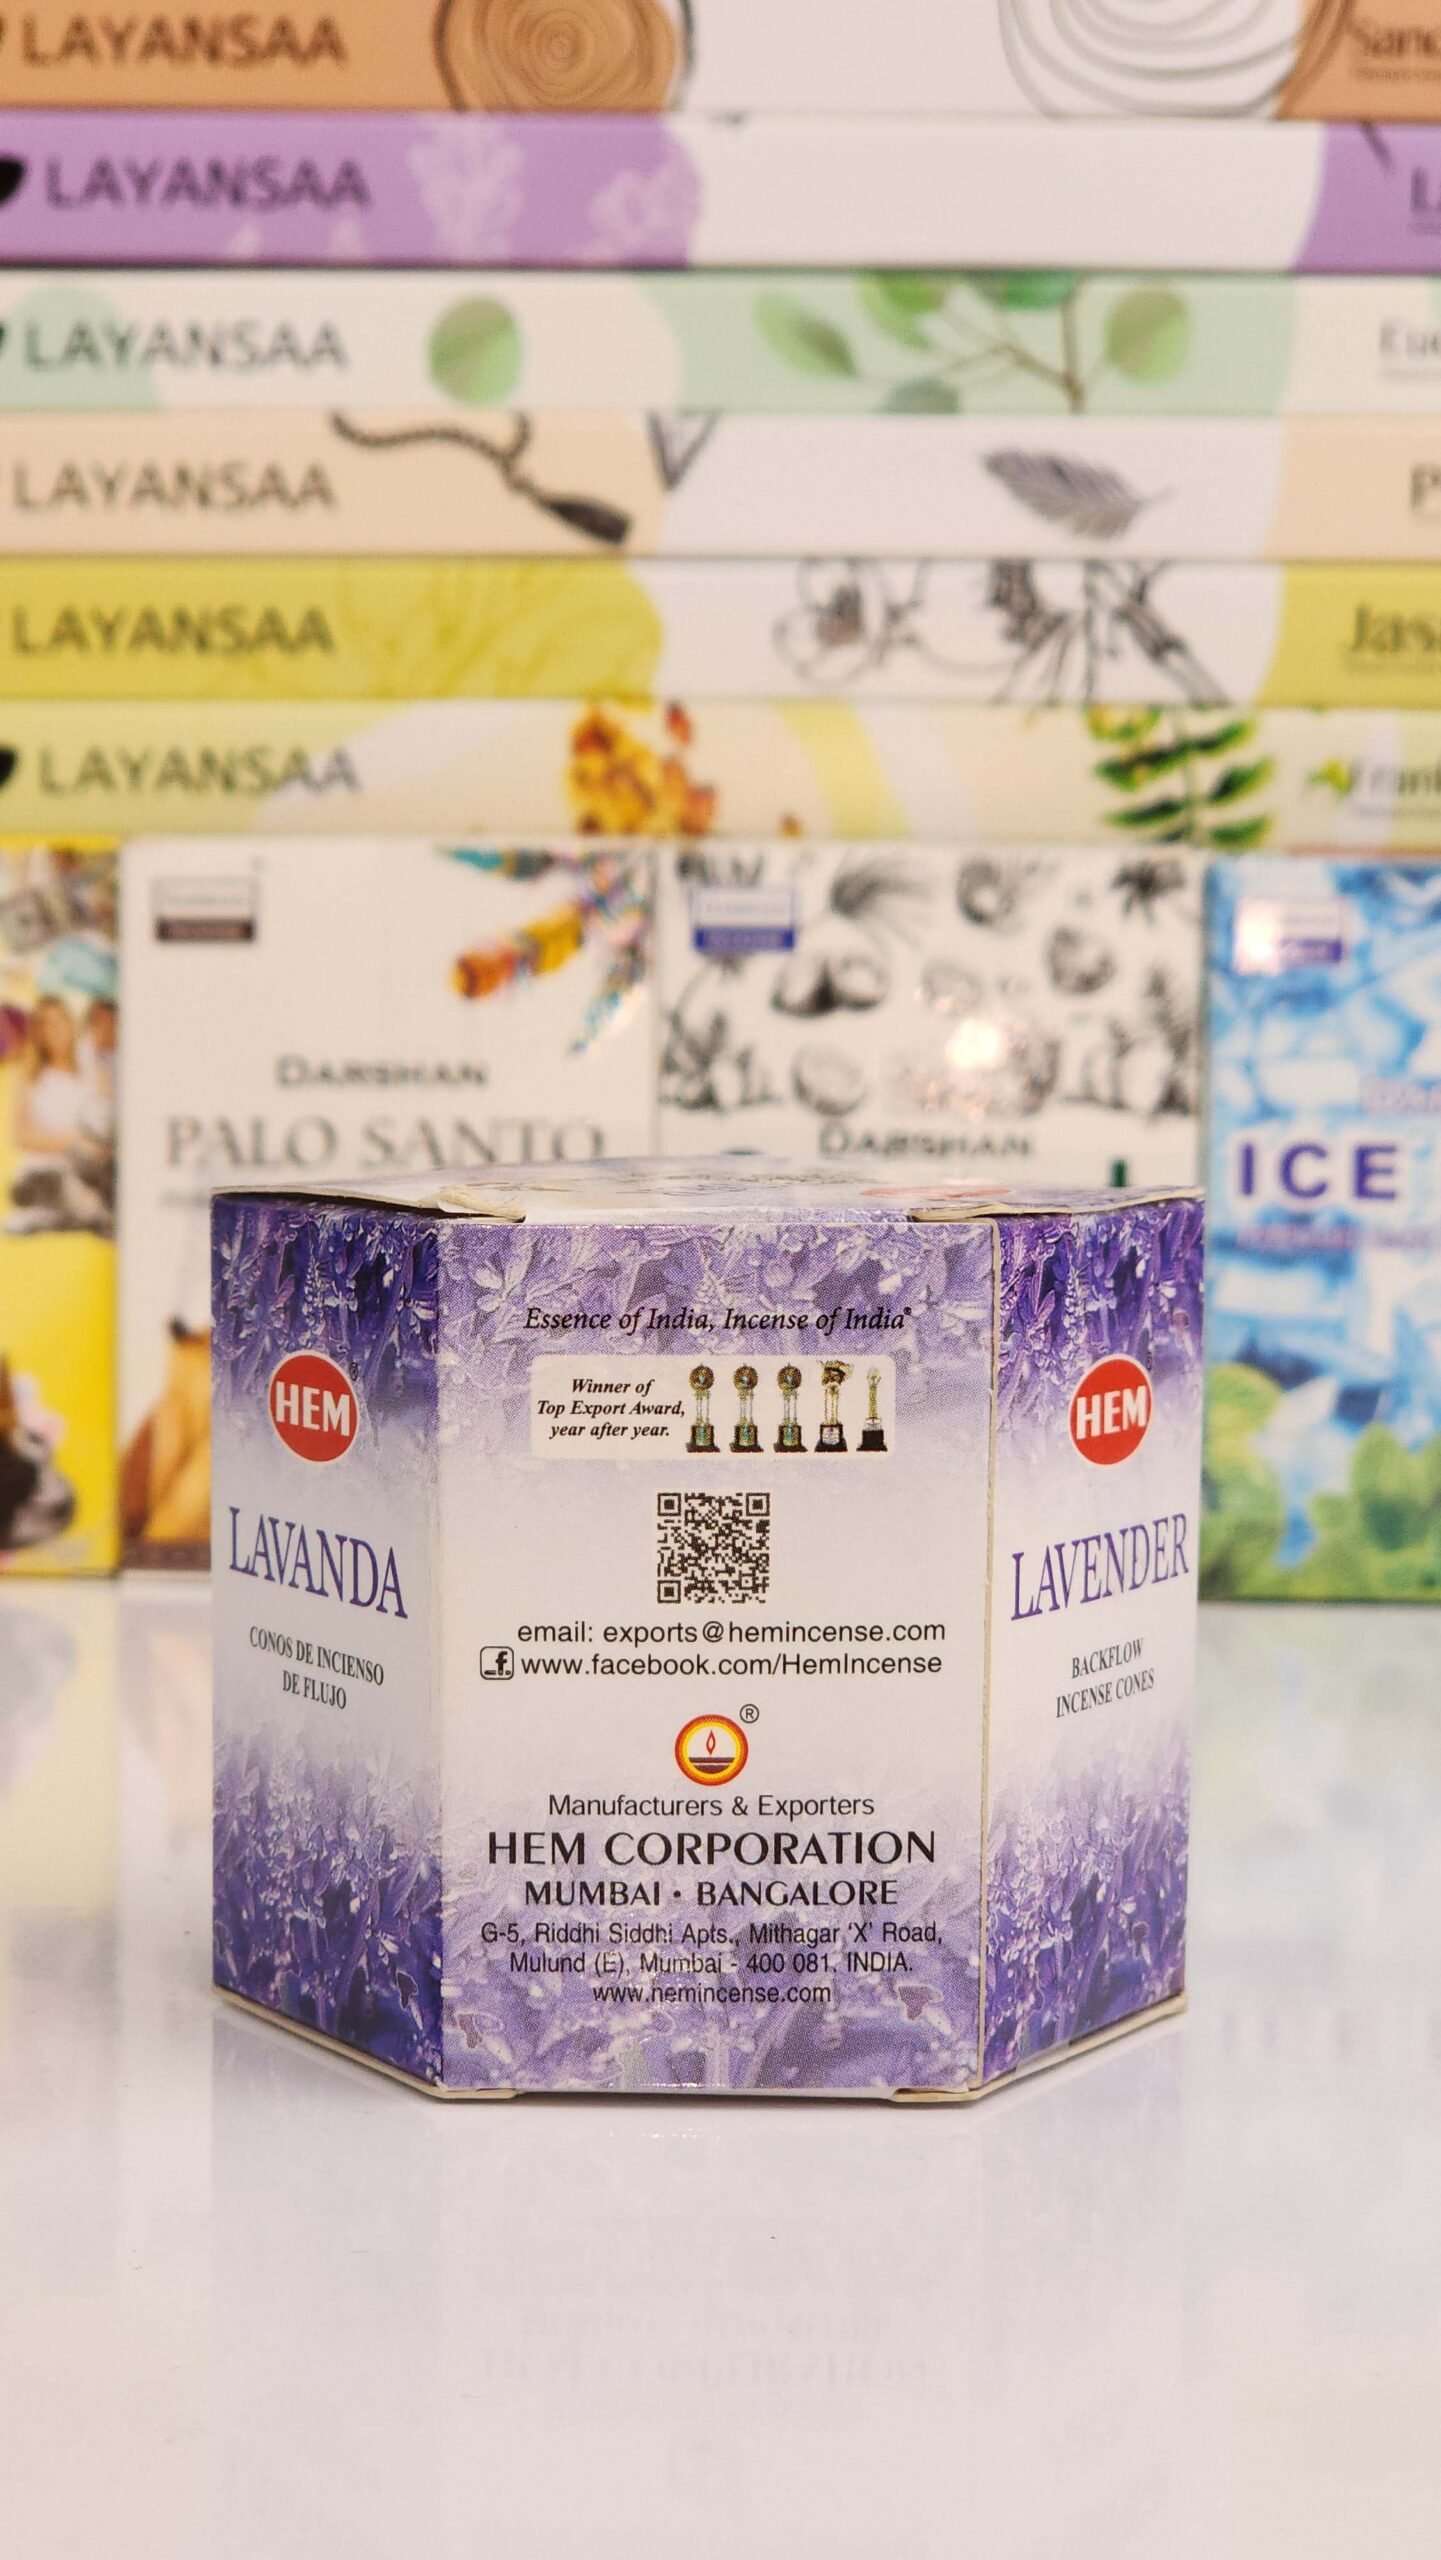 LAYANSAA
Sand
LAYANSAA
LAYANSAA
LAYANSAA
P
LAYANSAA
Jas
LAYANSAA
Frank
DARSHAN
PALO SANTO
DARSHAN
ICE
Essence of India, Incense of India®
Winner of
Top Export Award,
year after year.
HEM®
LAVANDA
CONOS DE INCIENSO
DE FLUJO
HEM
LAVENDER
BACKFLOW
INCENSE CONES
email: exports@hemincense.com
f www.facebook.com/HemIncense
®
Manufacturers & Exporters
HEM CORPORATION
MUMBAI • BANGALORE
G-5, Riddhi Siddhi Apts., Mithagar ‘X’ Road,
Mulund (E), Mumbai - 400 081. INDIA.
www.hemincense.com